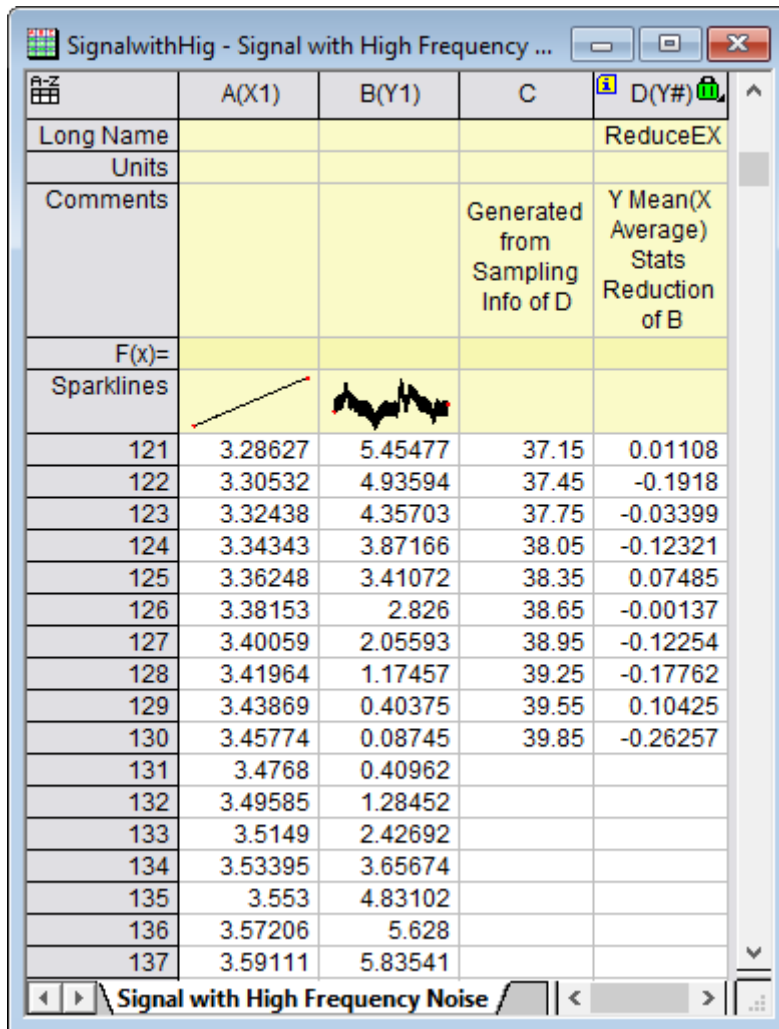 SignalwithHig - Signal with High Frequency ...
A-Z A(X1) B(Y1) C i D(Y#)
Long Name ReduceEX
Units
Comments Generated from Sampling Info of D Y Mean(X Average) Stats Reduction of B
F(x)=
Sparklines
121 3.28627 5.45477 37.15 0.01108
122 3.30532 4.93594 37.45 -0.1918
123 3.32438 4.35703 37.75 -0.03399
124 3.34343 3.87166 38.05 -0.12321
125 3.36248 3.41072 38.35 0.07485
126 3.38153 2.826 38.65 -0.00137
127 3.40059 2.05593 38.95 -0.12254
128 3.41964 1.17457 39.25 -0.17762
129 3.43869 0.40375 39.55 0.10425
130 3.45774 0.08745 39.85 -0.26257
131 3.4768 0.40962
132 3.49585 1.28452
133 3.5149 2.42692
134 3.53395 3.65674
135 3.553 4.83102
136 3.57206 5.628
137 3.59111 5.83541
Signal with High Frequency Noise